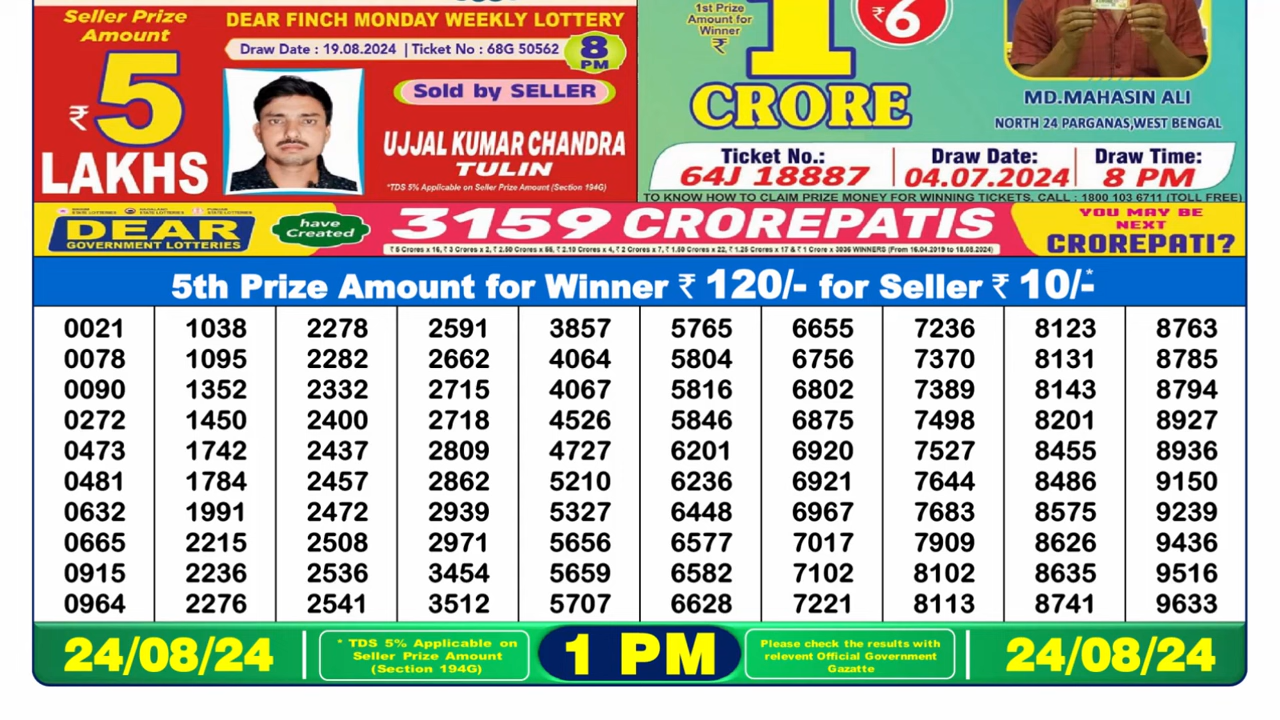 Seller Prize
Amount
₹ 5
LAKHS
DEAR FINCH MONDAY WEEKLY LOTTERY
Draw Date : 19.08.2024 | Ticket No : 68G 50562
8
PM
Sold by SELLER
UJJAL KUMAR CHANDRA
TULIN
*TDS 5% Applicable on Seller Prize Amount (Section 194G)
1st Prize
Amount for
Winner
₹
1
CRORE
₹6
MD.MAHASIN ALI
NORTH 24 PARGANAS,WEST BENGAL
Ticket No.:
64J 18887
Draw Date:
04.07.2024
Draw Time:
8 PM
TO KNOW HOW TO CLAIM PRIZE MONEY FOR WINNING TICKETS, CALL : 1800 103 6711 (TOLL FREE)
DEAR
GOVERNMENT LOTTERIES
have
Created
3159 CROREPATIS
YOU MAY BE
NEXT
CROREPATI?
5th Prize Amount for Winner ₹ 120/- for Seller ₹ 10/-*
0021 1038 2278 2591 3857 5765 6655 7236 8123 8763
0078 1095 2282 2662 4064 5804 6756 7370 8131 8785
0090 1352 2332 2715 4067 5816 6802 7389 8143 8794
0272 1450 2400 2718 4526 5846 6875 7498 8201 8927
0473 1742 2437 2809 4727 6201 6920 7527 8455 8936
0481 1784 2457 2862 5210 6236 6921 7644 8486 9150
0632 1991 2472 2939 5327 6448 6967 7683 8575 9239
0665 2215 2508 2971 5656 6577 7017 7909 8626 9436
0915 2236 2536 3454 5659 6582 7102 8102 8635 9516
0964 2276 2541 3512 5707 6628 7221 8113 8741 9633
24/08/24
* TDS 5% Applicable on
Seller Prize Amount
(Section 194G)
1 PM
Please check the results with
relevent Official Government
Gazatte
24/08/24